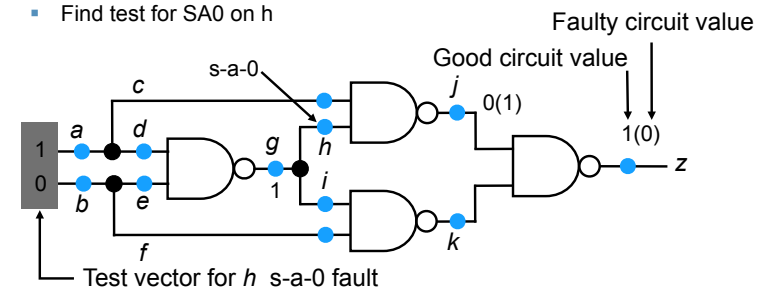 ▪ Find test for SA0 on h
Faulty circuit value
Good circuit value
s-a-0
c
j
0(1)
1(0)
h
a
d
g
1
z
1
0
b
e
i
f
k
Test vector for h s-a-0 fault